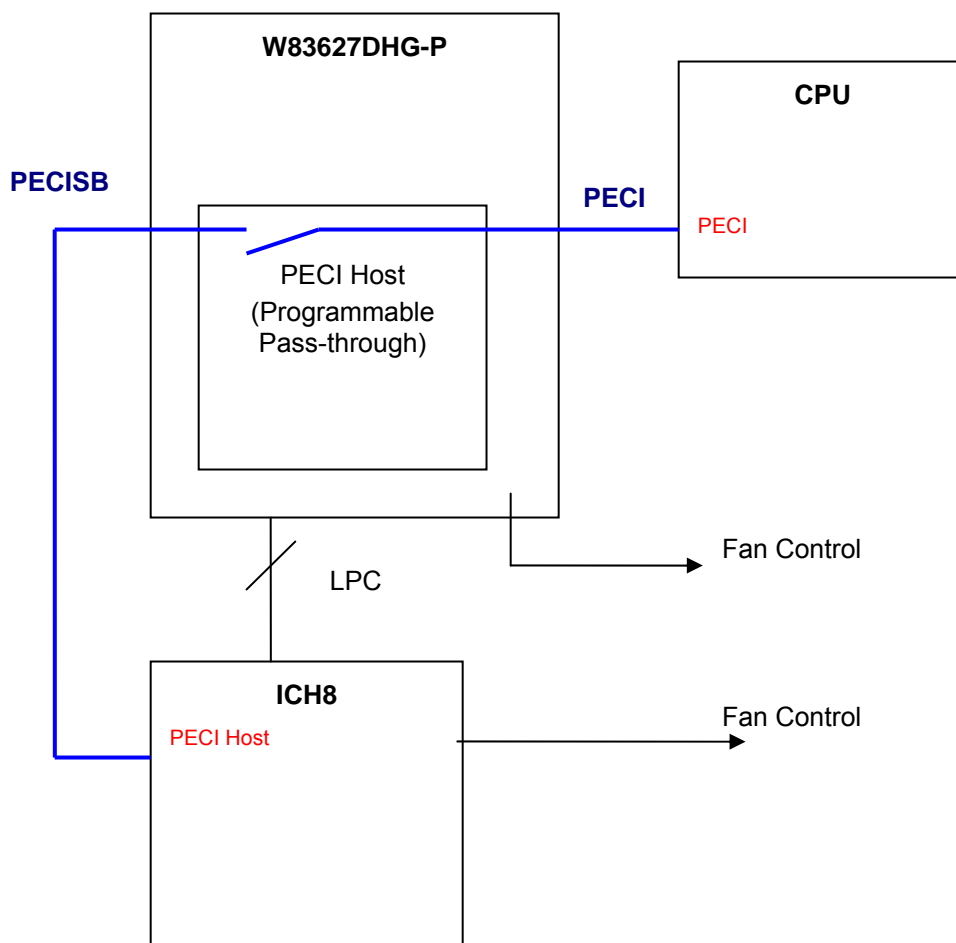 W83627DHG-P
CPU
PECISB
PECI
PECI
PECI Host
(Programmable
Pass-through)
Fan Control
LPC
ICH8
Fan Control
PECI Host